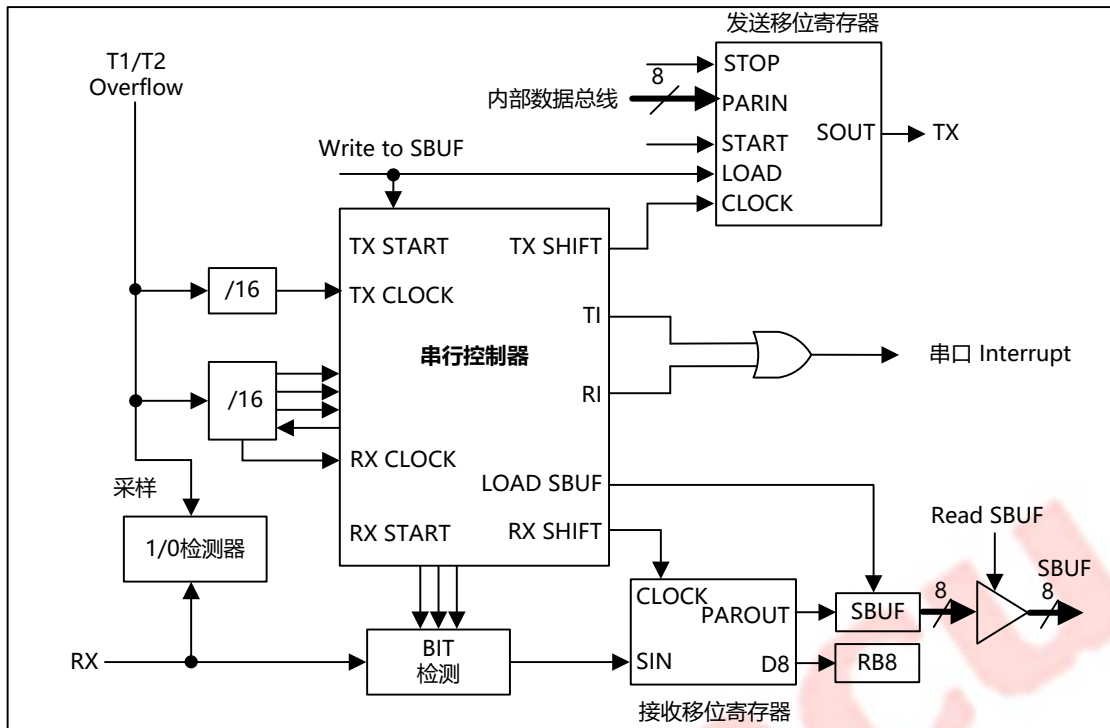 发送移位寄存器
T1/T2
Overflow
STOP
8
内部数据总线
PARIN
SOUT
TX
START
Write to SBUF
LOAD
CLOCK
TX START
TX SHIFT
/16
TX CLOCK
TI
串行控制器
串口 Interrupt
/16
RI
RX CLOCK
采样
LOAD SBUF
RX START
RX SHIFT
Read SBUF
1/0检测器
SBUF
CLOCK
PAROUT
SBUF
8
8
RX
BIT
检测
SIN
D8
RB8
接收移位寄存器